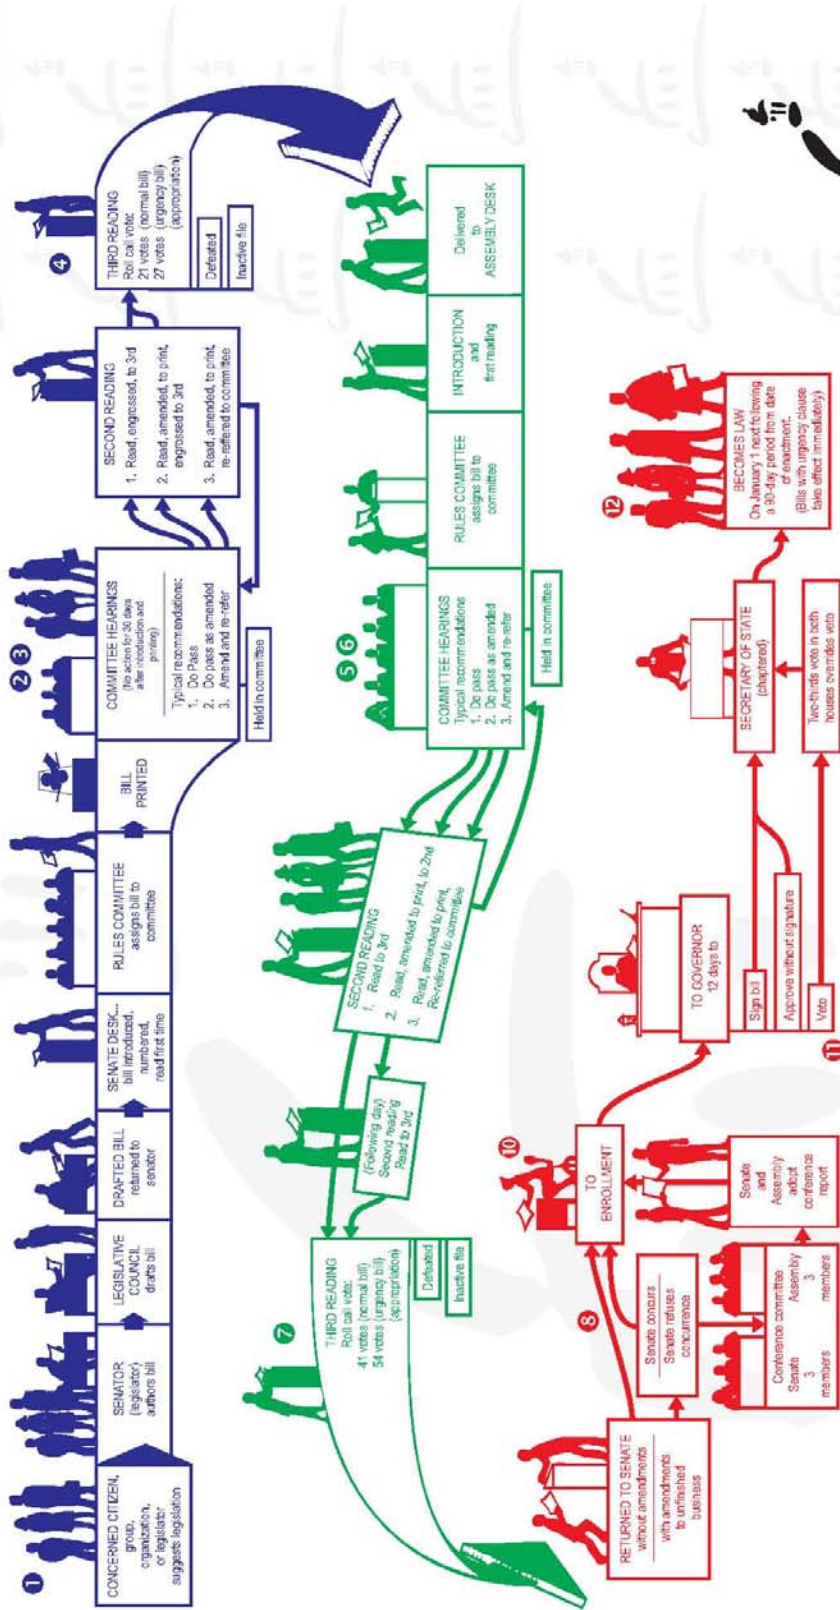 1
CONCERNED CITIZEN,
group,
organization,
or legislator
suggests legislation
SENATOR
(legislator)
authors bill
LEGISLATIVE
COUNCIL
drafts bill
DRAFTED BILL
returned to
senator
SENATE DESK...
bill introduced,
numbered,
read first time
RULES COMMITTEE
assigns bill to
committee
BILL
PRINTED
2 3
COMMITTEE HEARINGS
(No action for 30 days
after introduction and
printing)
Typical recommendations:
1. Do Pass
2. Do pass as amended
3. Amend and re-refer
Held in committee
SECOND READING
1. Read, engrossed, to 3rd
2. Read, amended, to print,
engrossed to 3rd
3. Read, amended, to print,
re-reffered to committee
4
THIRD READING
Roll call vote:
21 votes (normal bill)
27 votes (urgency bill)
(appropriation)
Defeated
Inactive file
Delivered
to
ASSEMBLY DESK
INTRODUCTION
and
first reading
RULES COMMITTEE
assigns bill to
committee
5 6
COMMITTEE HEARINGS
Typical recommendations
1. Do pass
2. Do pass as amended
3. Amend and re-refer
Held in committee
SECOND READING
1. Read to 3rd
2. Read, amended to print, to 2nd
3. Read, amended to print,
Re-referred to committee
(Following day)
Second reading
Read to 3rd
7
THIRD READING
Roll call vote:
41 votes (normal bill)
54 votes (urgency bill)
(appropriation)
Defeated
Inactive file
RETURNED TO SENATE
without amendments
with amendments
to unfinished
business
8
Senate concurs
Senate refuses
concurrence
Conference committee
Senate Assembly
3 3
members members
Senate
and
Assembly
adopt
conference
report
10
TO
ENROLLMENT
TO GOVERNOR
12 days to
Sign bill
Approve without signature
Veto
11
SECRETARY OF STATE
(chaptered)
Two-thirds vote in both
houses overrides veto
12
BECOMES LAW
On January 1 next following
a 90-day period from date
of enactment.
(Bills with urgency clause
take effect immediately)